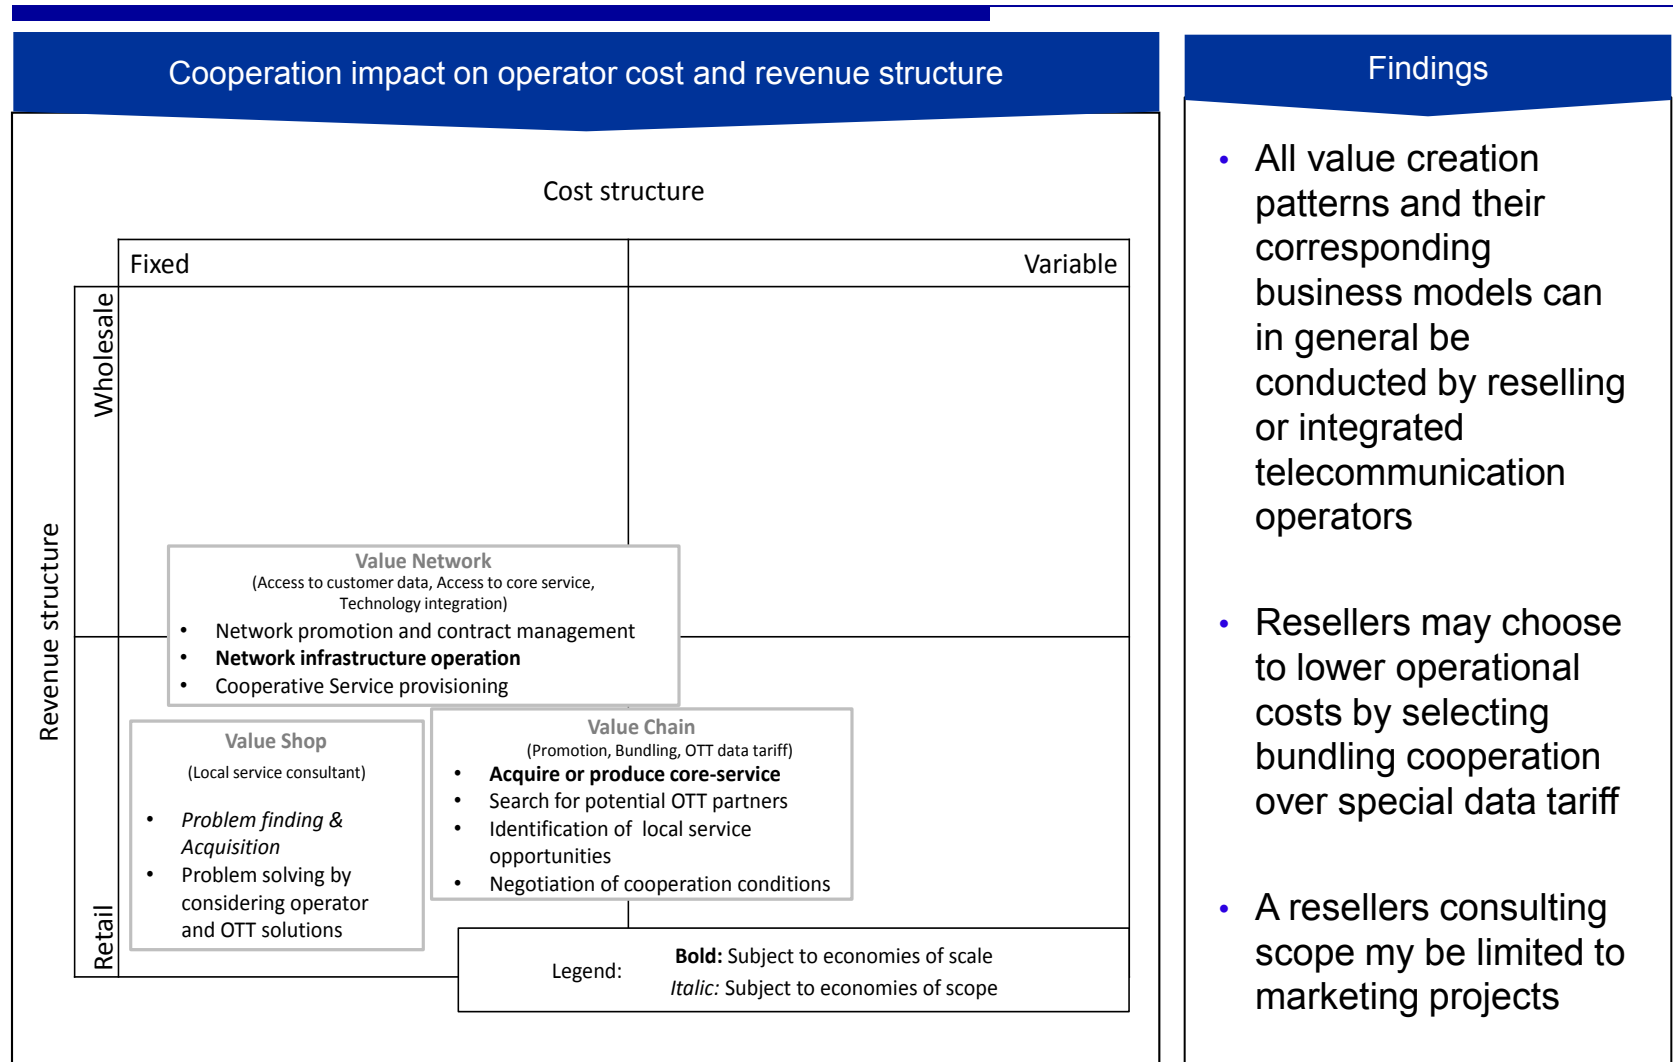 Cooperation impact on operator cost and revenue structure
Cost structure
Fixed
Variable
Revenue structure
Wholesale
Retail
Value Network
(Access to customer data, Access to core service,
Technology integration)
• Network promotion and contract management
• Network infrastructure operation
• Cooperative Service provisioning
Value Shop
(Local service consultant)
• Problem finding &
Acquisition
• Problem solving by
considering operator
and OTT solutions
Value Chain
(Promotion, Bundling, OTT data tariff)
• Acquire or produce core-service
• Search for potential OTT partners
• Identification of local service
opportunities
• Negotiation of cooperation conditions
Legend:
Bold: Subject to economies of scale
Italic: Subject to economies of scope
Findings
• All value creation
patterns and their
corresponding
business models can
in general be
conducted by reselling
or integrated
telecommunication
operators
• Resellers may choose
to lower operational
costs by selecting
bundling cooperation
over special data tariff
• A resellers consulting
scope my be limited to
marketing projects